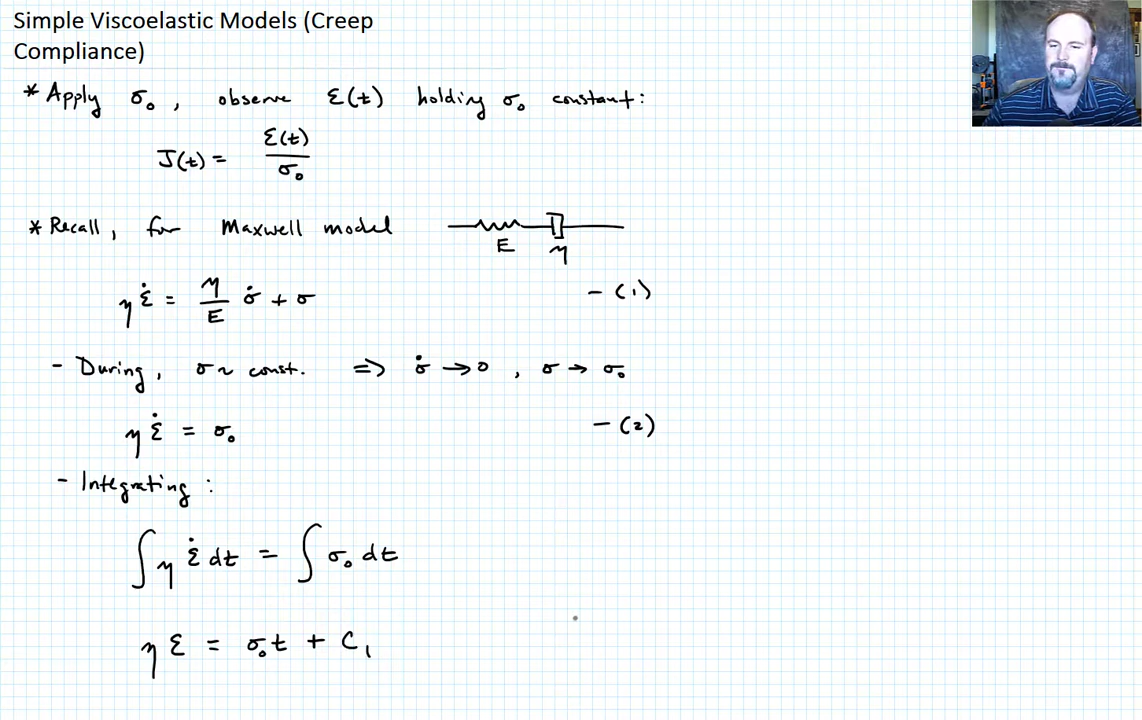 Simple Viscoelastic Models (Creep
Compliance)
* Apply σ₀, observe ε(t) holding σ₀ constant:
J(t) = ε(t)/σ₀
* Recall, for Maxwell model
E η
η ε̇ = η/E σ̇ + σ - (1)
- During, σ ~ const. => σ̇ → 0, σ → σ₀
η ε̇ = σ₀ - (2)
- Integrating:
∫ η ε̇ dt = ∫ σ₀ dt
η ε = σ₀t + C₁